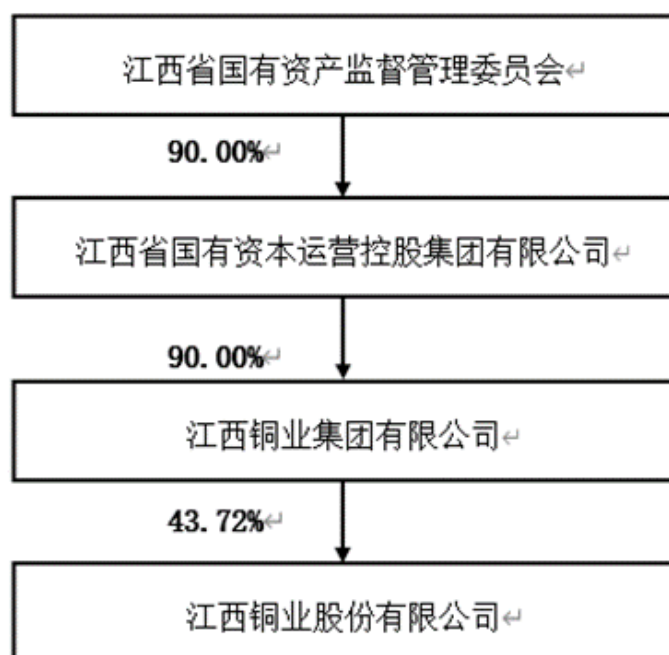 江西省国有资产监督管理委员会↵
90.00%↵
江西省国有资本运营控股集团有限公司↵
90.00%↵
江西铜业集团有限公司↵
43.72%↵
江西铜业股份有限公司↵